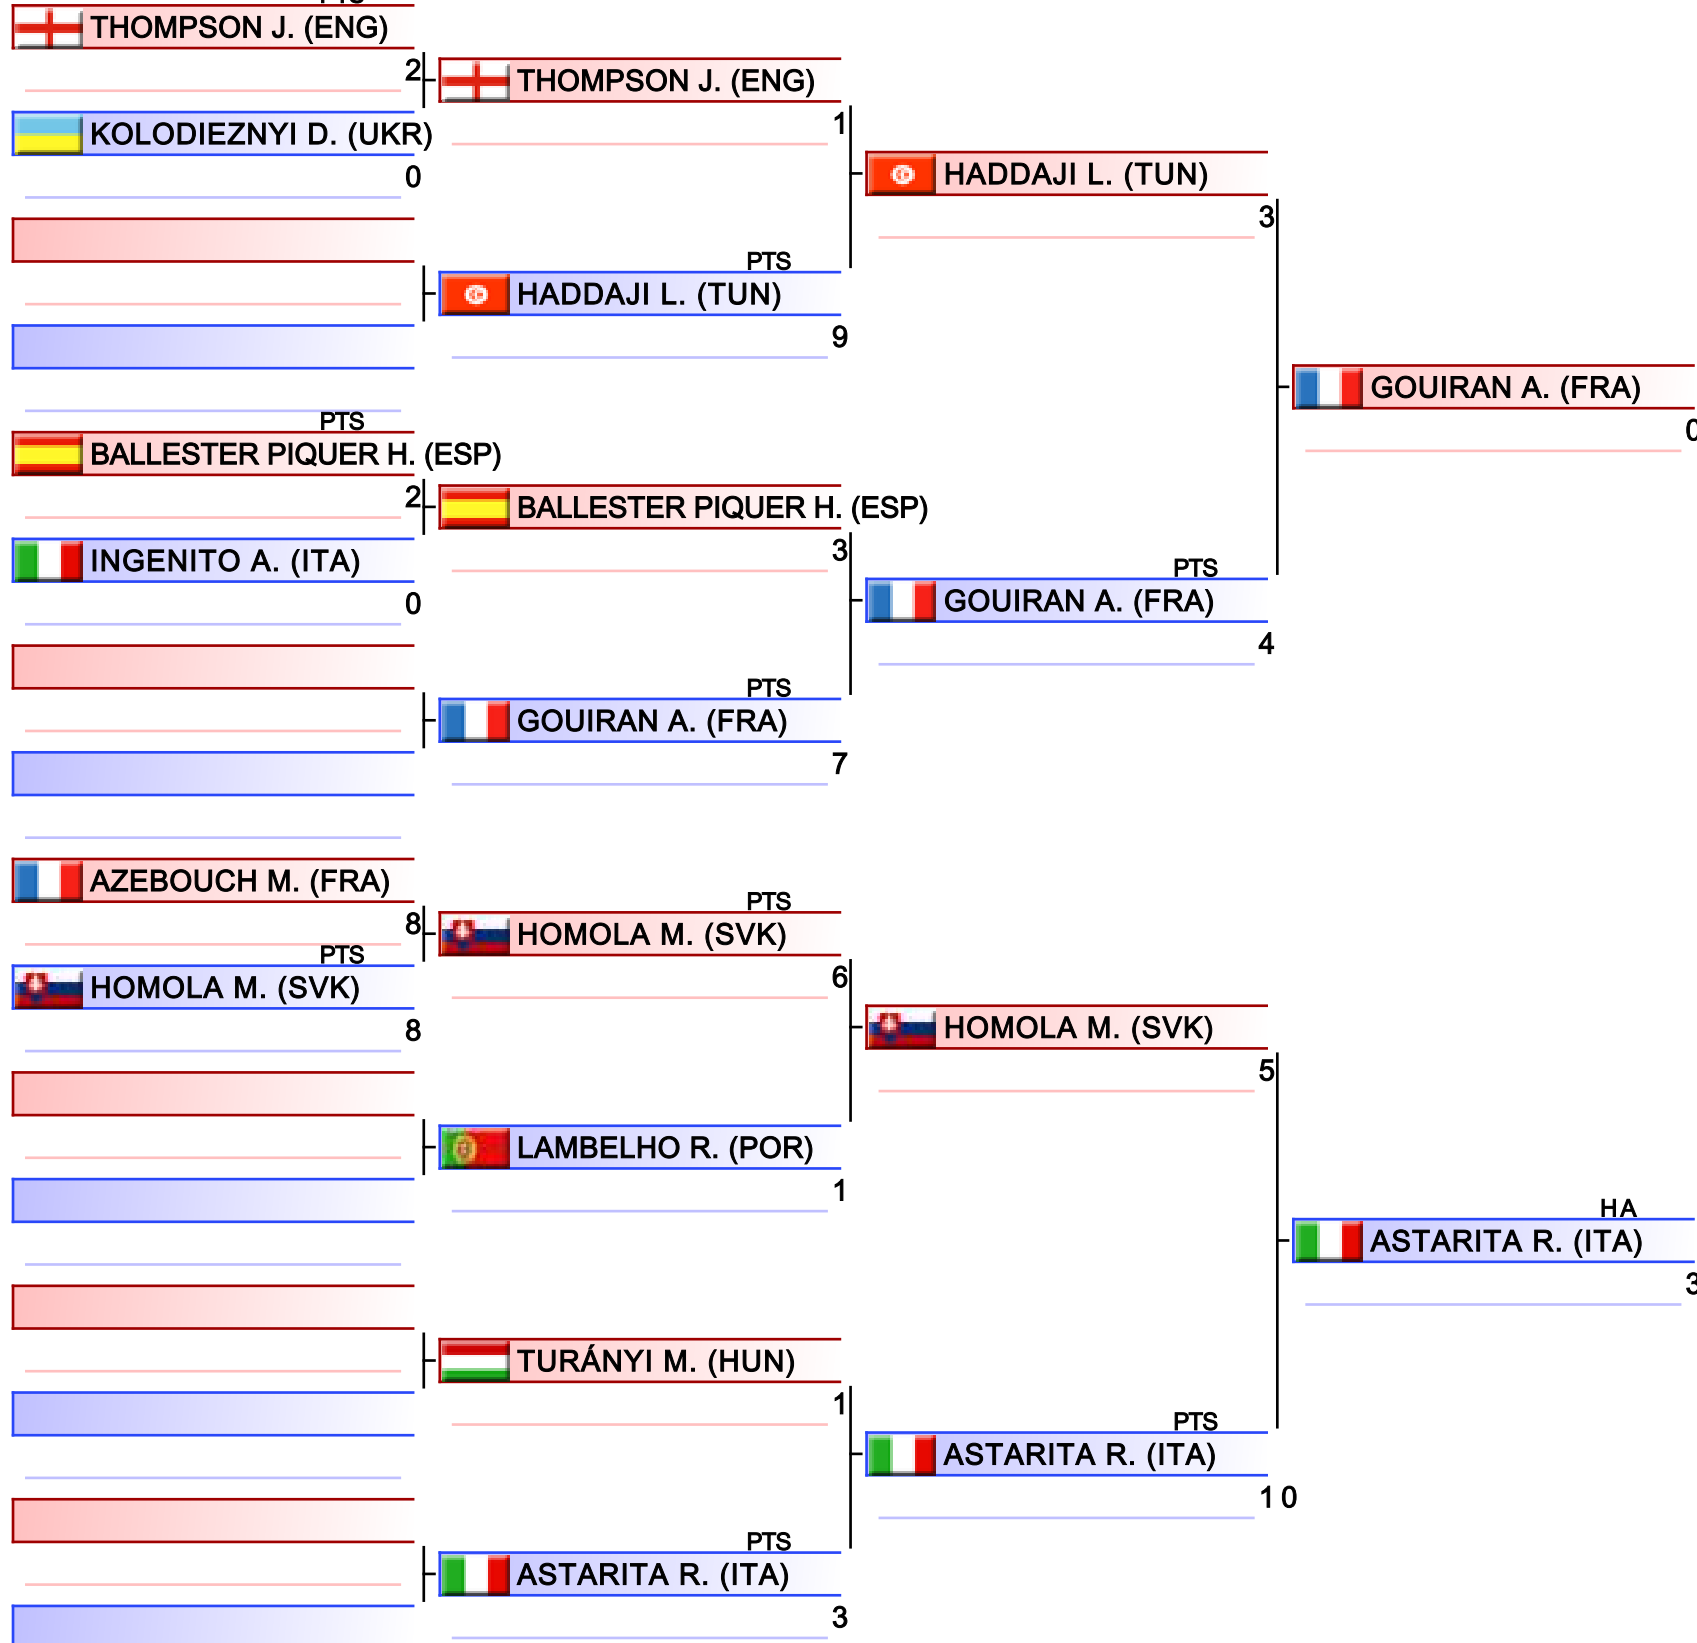 THOMPSON J. (ENG)
2
KOLODIEZNYI D. (UKR)
0
PTS
BALLESTER PIQUER H. (ESP)
2
INGENITO A. (ITA)
0
AZEBOUCH M. (FRA)
8
PTS
HOMOLA M. (SVK)
8
THOMPSON J. (ENG)
1
PTS
HADDAJI L. (TUN)
9
BALLESTER PIQUER H. (ESP)
3
PTS
GOUIRAN A. (FRA)
7
PTS
HOMOLA M. (SVK)
6
LAMBELHO R. (POR)
1
TURÁNYI M. (HUN)
1
PTS
ASTARITA R. (ITA)
3
HADDAJI L. (TUN)
3
PTS
GOUIRAN A. (FRA)
4
HOMOLA M. (SVK)
5
PTS
ASTARITA R. (ITA)
10
GOUIRAN A. (FRA)
0
HA
ASTARITA R. (ITA)
3